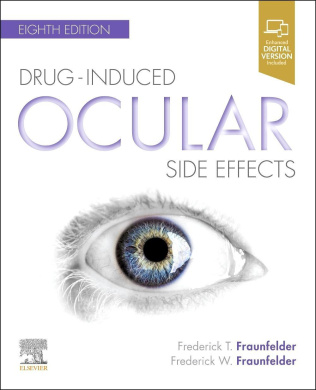 EIGHTH EDITION
Enhanced
DIGITAL
VERSION
Included
DRUG-INDUCED
OCULAR
SIDE EFFECTS
ELSEVIER
Frederick T. Fraunfelder
Frederick W. Fraunfelder